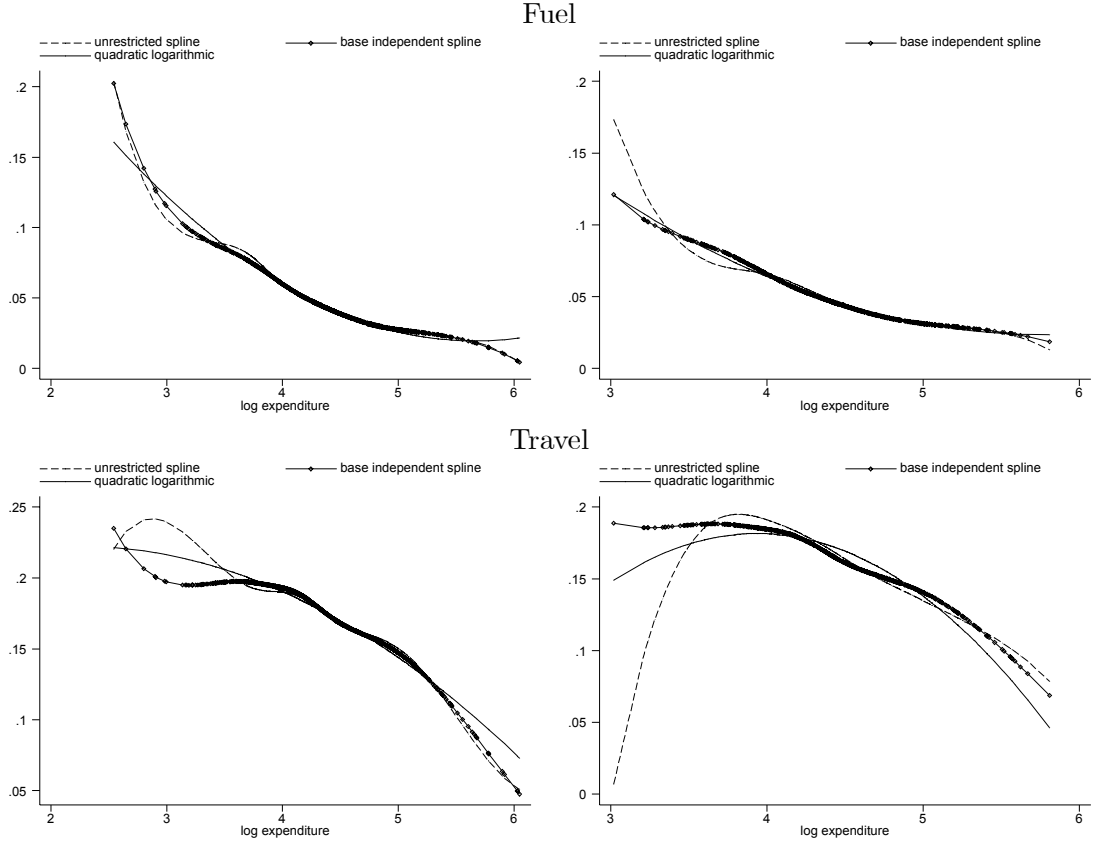 Fuel
unrestricted spline base independent spline
quadratic logarithmic
.2
.15
.1
.05
0
2 3 4 5 6
log expenditure
unrestricted spline base independent spline
quadratic logarithmic
.2
.15
.1
.05
0
3 4 5 6
log expenditure
Travel
unrestricted spline base independent spline
quadratic logarithmic
.25
.2
.15
.1
.05
2 3 4 5 6
log expenditure
unrestricted spline base independent spline
quadratic logarithmic
.2
.15
.1
.05
0
3 4 5 6
log expenditure